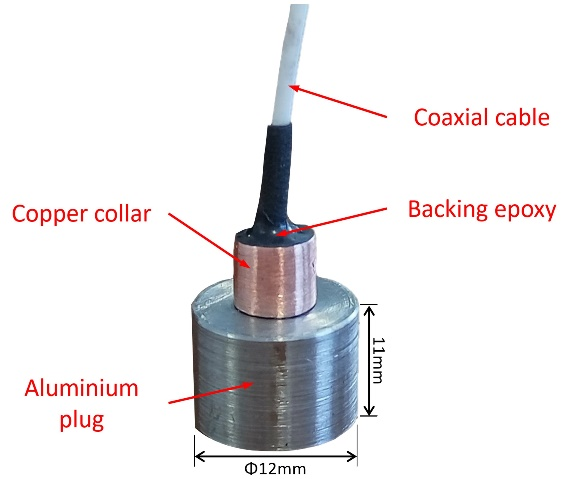 Coaxial cable
Copper collar
Backing epoxy
11mm
Aluminium
plug
Φ12mm